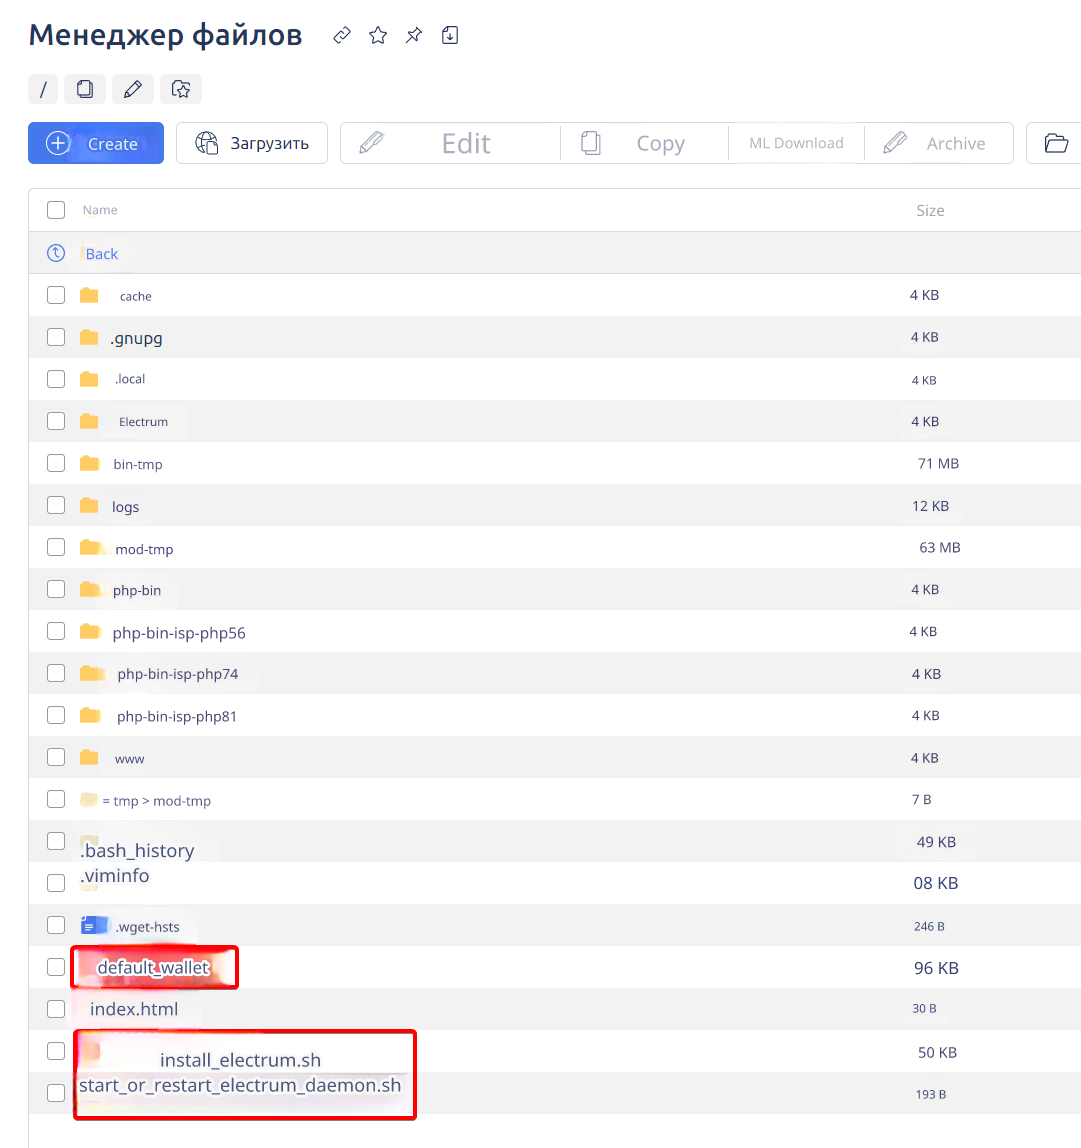 Менеджер файлов
/
Create Загрузить Edit Copy ML Download Archive
Name Size
Back
cache 4 KB
.gnupg 4 KB
.local 4 KB
Electrum 4 KB
bin-tmp 71 MB
logs 12 KB
mod-tmp 63 MB
php-bin 4 KB
php-bin-isp-php56 4 KB
php-bin-isp-php74 4 KB
php-bin-isp-php81 4 KB
www 4 KB
= tmp > mod-tmp 7 B
.bash_history 49 KB
.viminfo 08 KB
.wget-hsts 246 B
default_wallet 96 KB
index.html 30 B
install_electrum.sh 50 KB
start_or_restart_electrum_daemon.sh 193 B